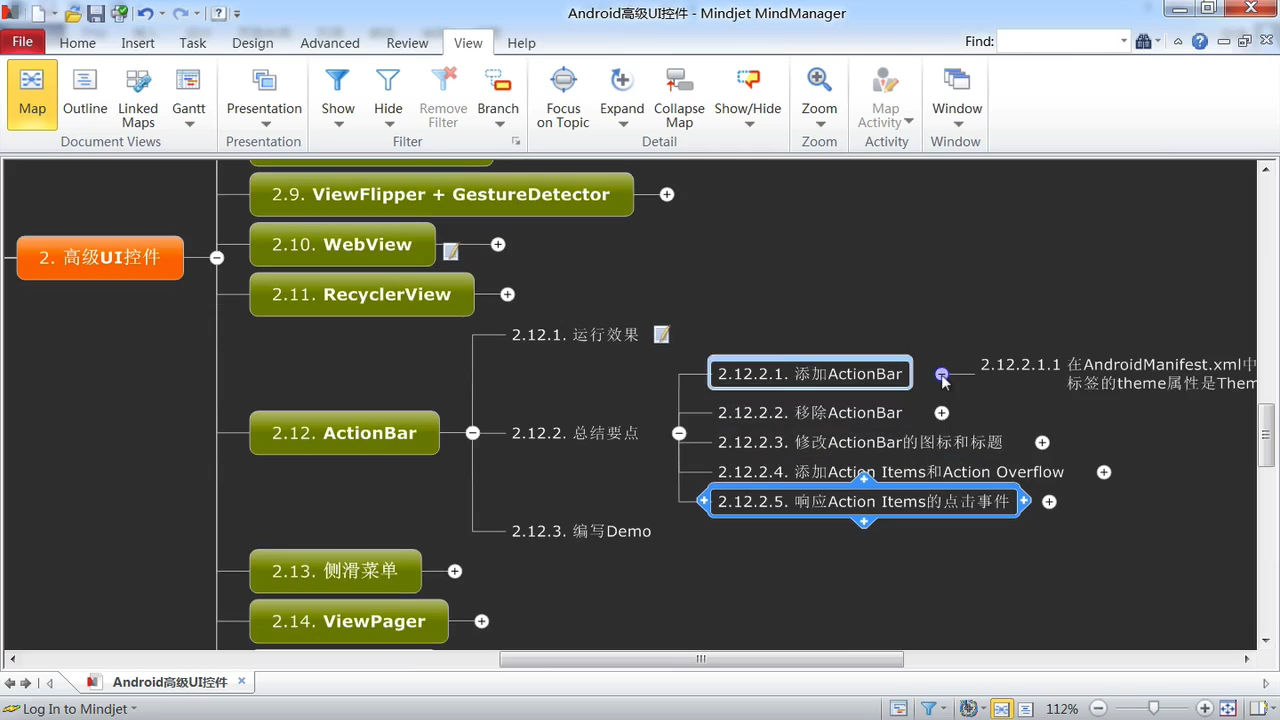 Android高级UI控件 - Mindjet MindManager
File Home Insert Task Design Advanced Review View Help Find:
Map Outline Linked Maps Gantt Presentation Show Hide Remove Filter Branch Focus on Topic Expand Collapse Map Show/Hide Zoom Map Activity Window
Document Views Presentation Filter Detail Zoom Activity Window
2.9. ViewFlipper + GestureDetector
2.10. WebView
2. 高级UI控件
2.11. RecyclerView
2.12.1. 运行效果
2.12.2.1.1 在AndroidManifest.xml中
标签的theme属性是Them
2.12.2.1. 添加ActionBar
2.12.2.2. 移除ActionBar
2.12. ActionBar
2.12.2. 总结要点
2.12.2.3. 修改ActionBar的图标和标题
2.12.2.4. 添加Action Items和Action Overflow
2.12.2.5. 响应Action Items的点击事件
2.12.3. 编写Demo
2.13. 侧滑菜单
2.14. ViewPager
Android高级UI控件
Log In to Mindjet 112%